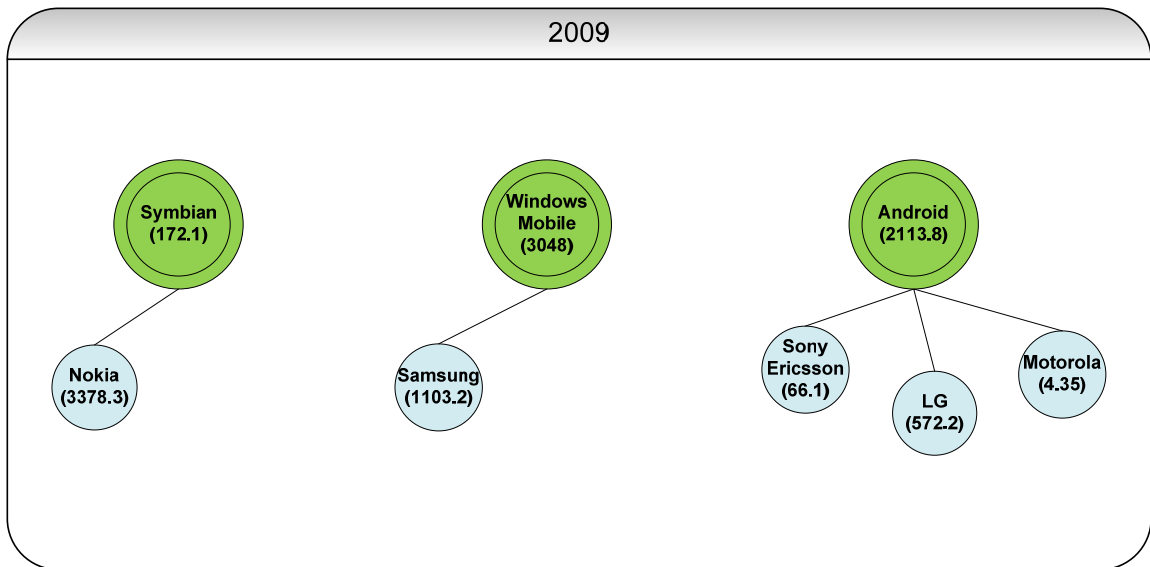 2009
Symbian
(172.1)
Windows
Mobile
(3048)
Android
(2113.8)
Nokia
(3378.3)
Samsung
(1103.2)
Sony
Ericsson
(66.1)
LG
(572.2)
Motorola
(4.35)